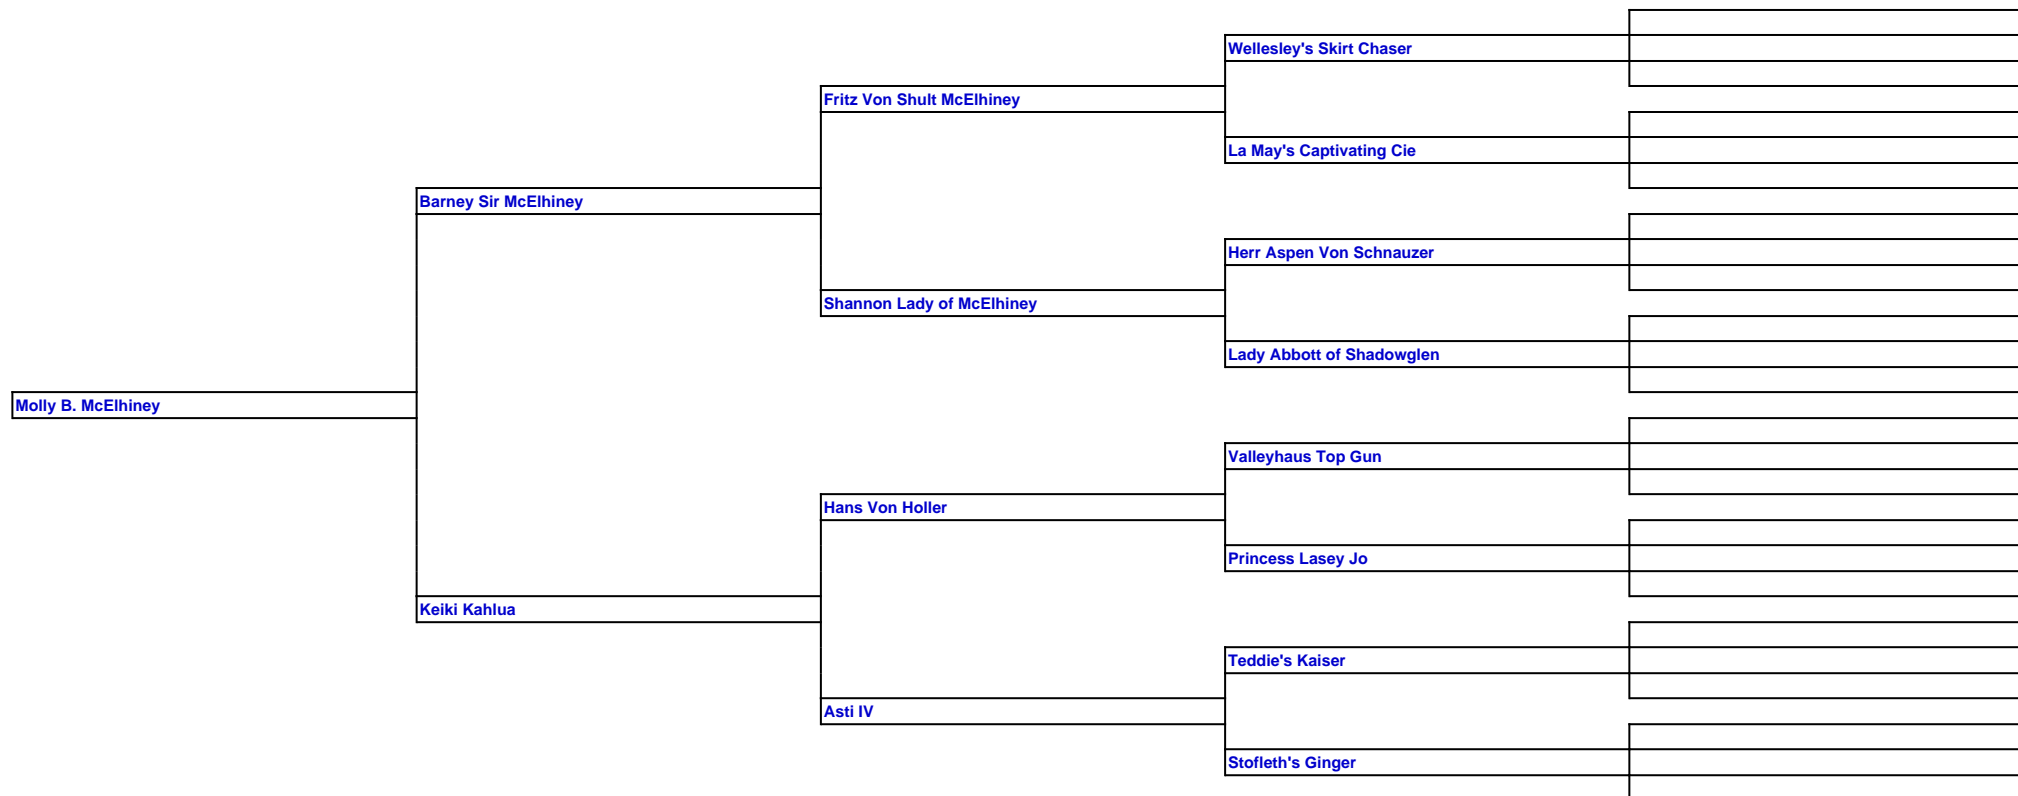 Wellesley's Skirt Chaser
Fritz Von Shult McElhiney
La May's Captivating Cie
Barney Sir McElhiney
Herr Aspen Von Schnauzer
Shannon Lady of McElhiney
Lady Abbott of Shadowglen
Molly B. McElhiney
Valleyhaus Top Gun
Hans Von Holler
Princess Lasey Jo
Keiki Kahlua
Teddie's Kaiser
Asti IV
Stofleth's Ginger